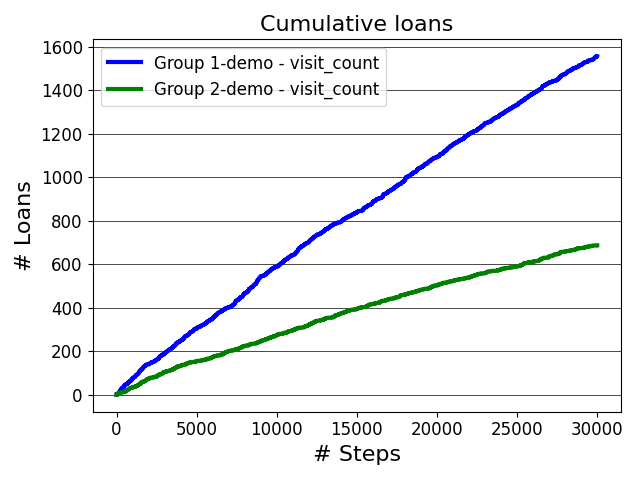 Cumulative loans
Group 1-demo - visit_count
Group 2-demo - visit_count
# Loans
1600
1400
1200
1000
800
600
400
200
0
0 5000 10000 15000 20000 25000 30000
# Steps